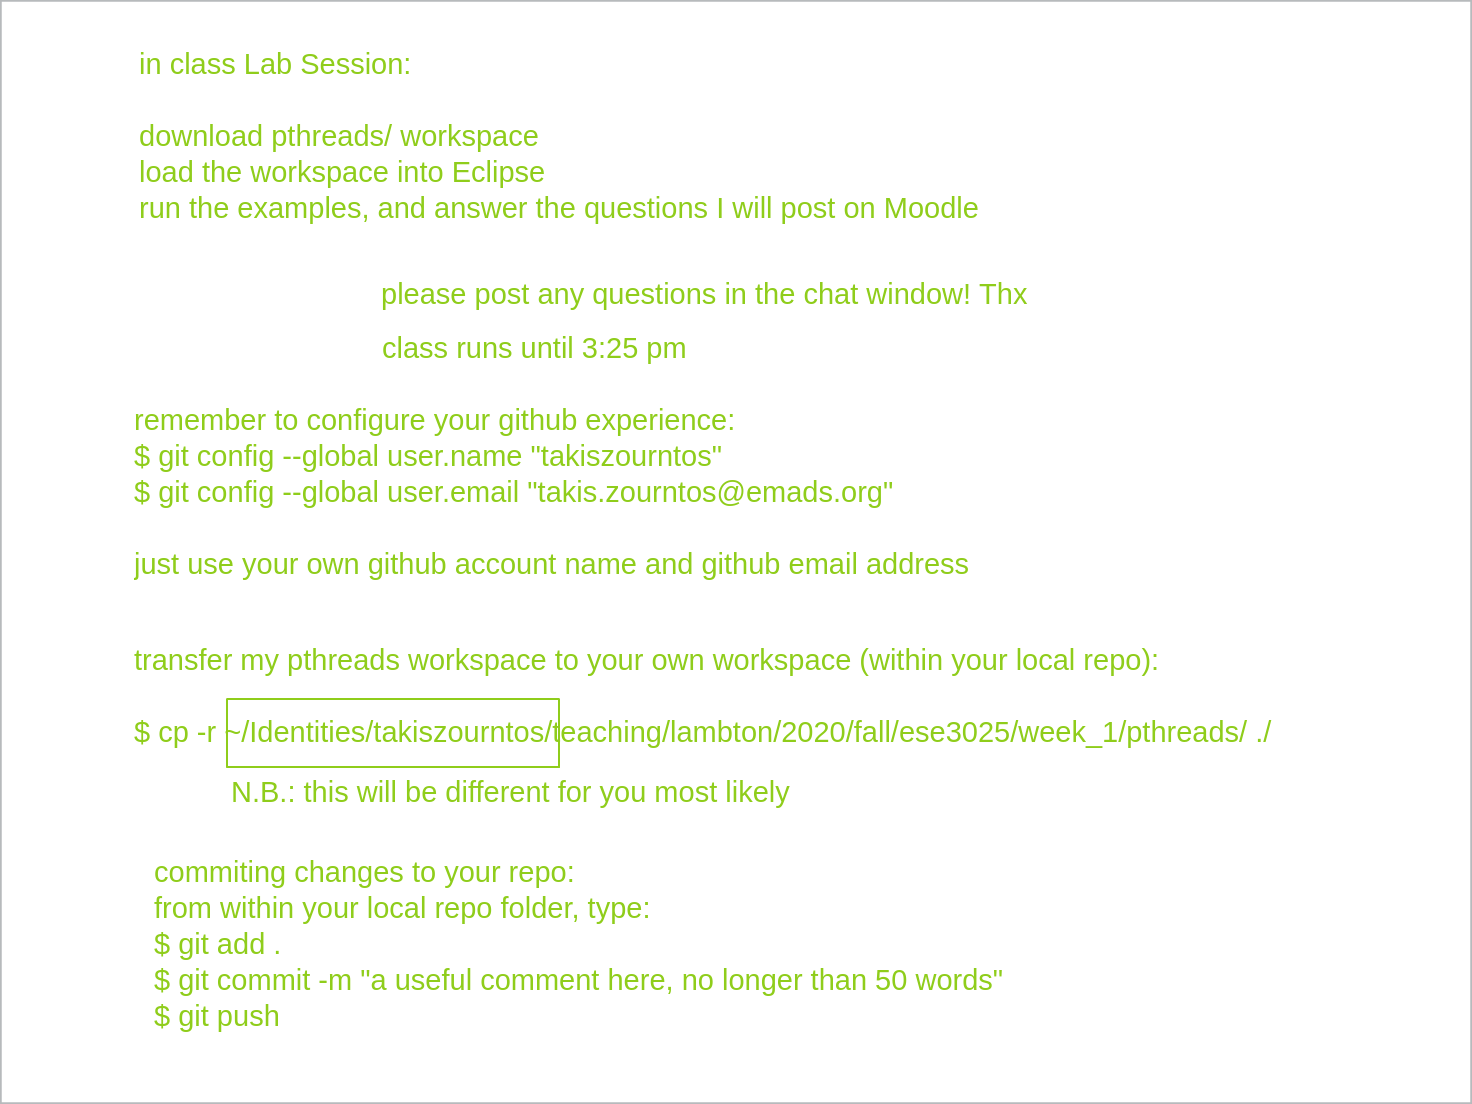 in class Lab Session:
download pthreads/ workspace
load the workspace into Eclipse
run the examples, and answer the questions I will post on Moodle
please post any questions in the chat window! Thx
class runs until 3:25 pm
remember to configure your github experience:
$ git config --global user.name "takiszourntos"
$ git config --global user.email "takis.zourntos@emads.org"
just use your own github account name and github email address
transfer my pthreads workspace to your own workspace (within your local repo):
$ cp -r ~/Identities/takiszourntos/teaching/lambton/2020/fall/ese3025/week_1/pthreads/ ./
N.B.: this will be different for you most likely
commiting changes to your repo:
from within your local repo folder, type:
$ git add .
$ git commit -m "a useful comment here, no longer than 50 words"
$ git push